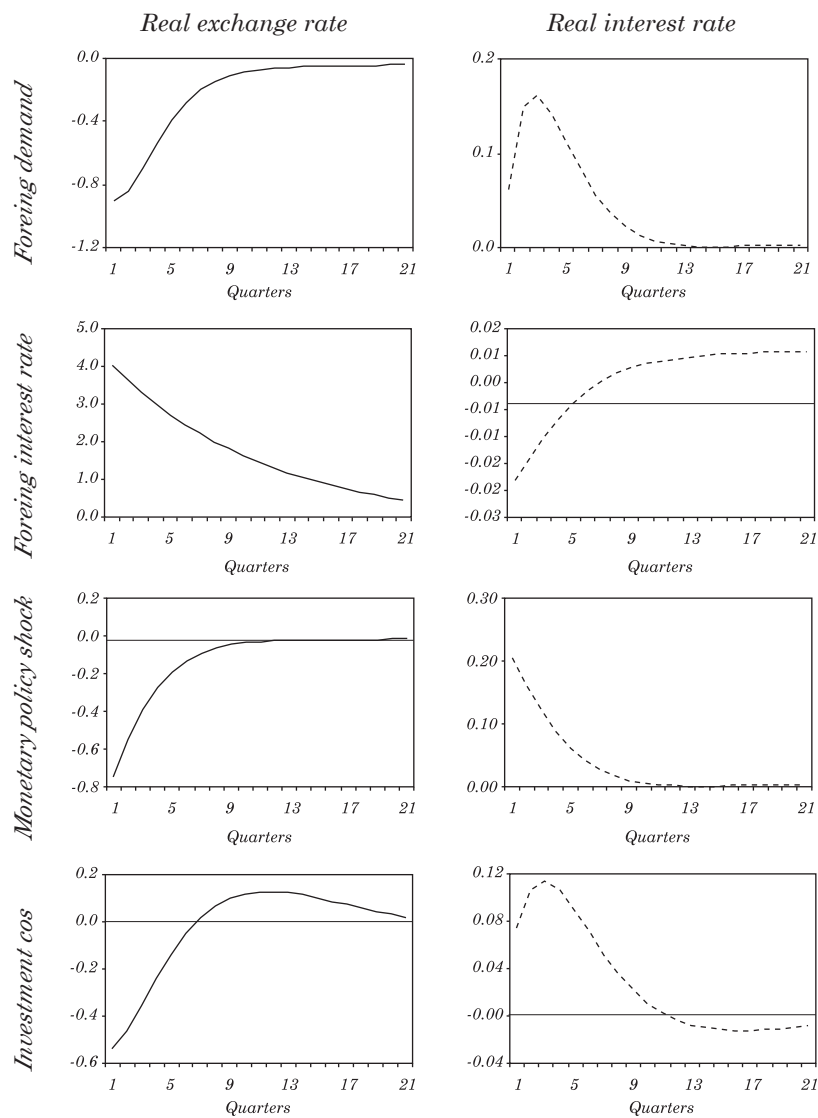 Real exchange rate
Real interest rate
Foreing demand
0.0
-0.4
-0.8
-1.2
1 5 9 13 17 21
Quarters
0.2
0.1
0.0
1 5 9 13 17 21
Quarters
Foreing interest rate
5.0
4.0
3.0
2.0
1.0
0.0
1 5 9 13 17 21
Quarters
0.02
0.01
0.00
-0.01
-0.01
-0.02
-0.02
-0.03
1 5 9 13 17 21
Quarters
Monetary policy shock
0.2
0.0
-0.2
-0.4
-0.6
-0.8
1 5 9 13 17 21
Quarters
0.30
0.20
0.10
0.00
1 5 9 13 17 21
Quarters
Investment cos
0.2
0.0
-0.2
-0.4
-0.6
1 5 9 13 17 21
Quarters
0.12
0.08
0.04
-0.00
-0.04
1 5 9 13 17 21
Quarters